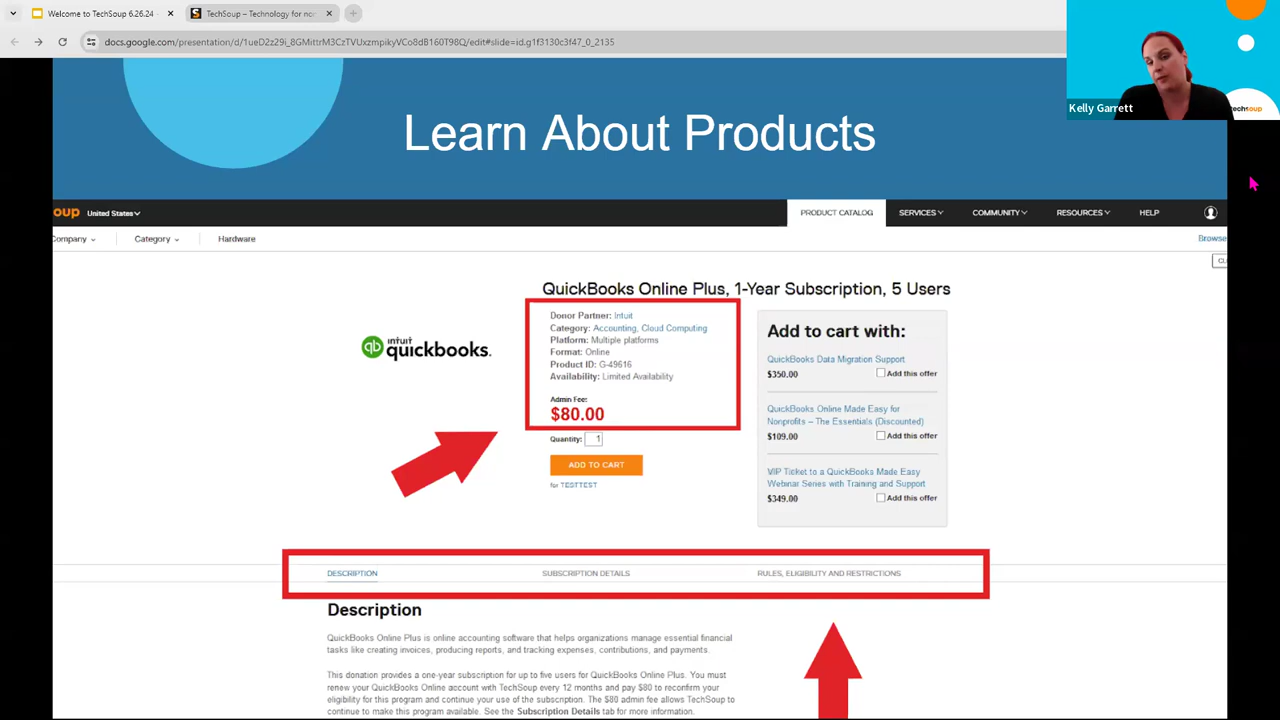 Welcome to TechSoup 6.26.24 -
TechSoup – Technology for non
docs.google.com/presentation/d/1ueD2z29i_8GMittrM3CzTVUxzmpikyVCo8dB160T98Q/edit#slide=id.g1f3130c3f47_0_2135
Kelly Garrett
techsoup
Learn About Products
oup United States
PRODUCT CATALOG SERVICES COMMUNITY RESOURCES HELP
ompany Category Hardware Browse
CL
QuickBooks Online Plus, 1-Year Subscription, 5 Users
intuit
qb quickbooks.
Donor Partner: Intuit
Category: Accounting, Cloud Computing
Platform: Multiple platforms
Format: Online
Product ID: G-49616
Availability: Limited Availability
Admin Fee:
$80.00
Quantity: 1
ADD TO CART
for TESTTEST
Add to cart with:
QuickBooks Data Migration Support
$350.00 Add this offer
QuickBooks Online Made Easy for
Nonprofits – The Essentials (Discounted)
$109.00 Add this offer
VIP Ticket to a QuickBooks Made Easy
Webinar Series with Training and Support
$349.00 Add this offer
DESCRIPTION SUBSCRIPTION DETAILS RULES, ELIGIBILITY AND RESTRICTIONS
Description
QuickBooks Online Plus is online accounting software that helps organizations manage essential financial
tasks like creating invoices, producing reports, and tracking expenses, contributions, and payments.
This donation provides a one-year subscription for up to five users for QuickBooks Online Plus. You must
renew your QuickBooks Online account with TechSoup every 12 months and pay $80 to reconfirm your
eligibility for this program and continue your use of the subscription. The $80 admin fee allows TechSoup to
continue to make this program available. See the Subscription Details tab for more information.